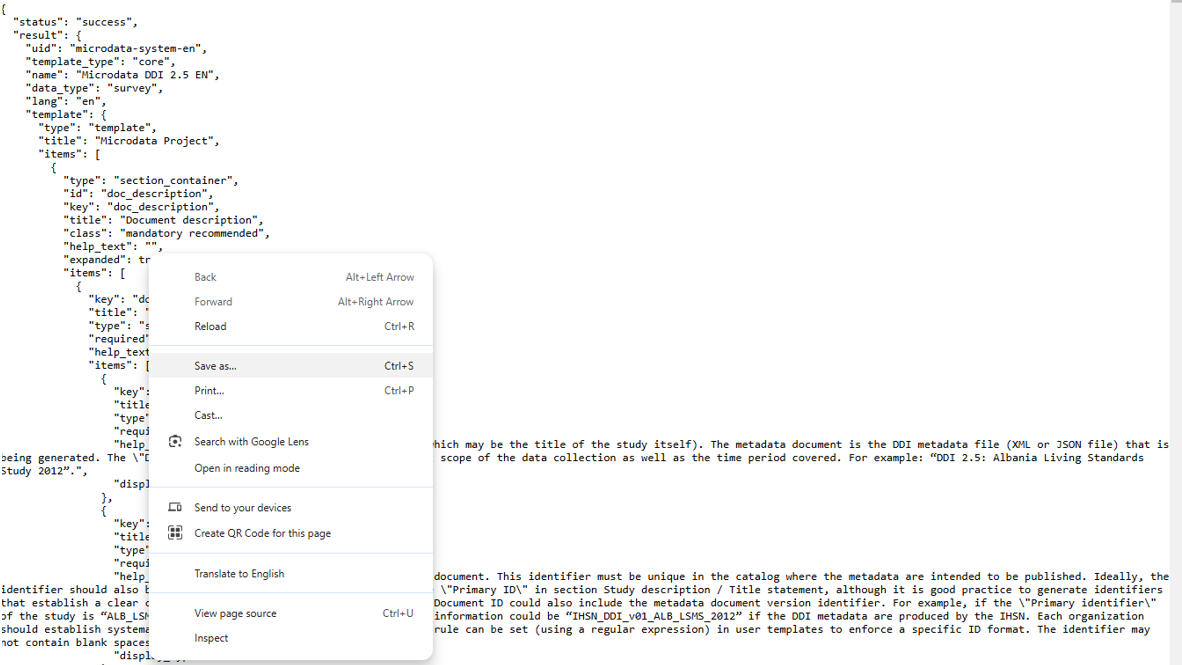 {
"status": "success",
"result": {
"uid": "microdata-system-en",
"template_type": "core",
"name": "Microdata DDI 2.5 EN",
"data_type": "survey",
"lang": "en",
"template": {
"type": "template",
"title": "Microdata Project",
"items": [
{
"type": "section_container",
"id": "doc_description",
"key": "doc_description",
"title": "Document description",
"class": "mandatory recommended",
"help_text": "",
"expanded": tr
"items": [
{
"key": "do
"title": "
"type": "s
"required"
"help_text
"items": [
{
"key":
"title
"type"
"requi
"help_ which may be the title of the study itself). The metadata document is the DDI metadata file (XML or JSON file) that is
being generated. The \"D scope of the data collection as well as the time period covered. For example: “DDI 2.5: Albania Living Standards
Study 2012”.",
"displ
},
{
"key":
"title
"type"
"requi
"help_ document. This identifier must be unique in the catalog where the metadata are intended to be published. Ideally, the
identifier should also b \"Primary ID\" in section Study description / Title statement, although it is good practice to generate identifiers
that establish a clear c Document ID could also include the metadata document version identifier. For example, if the \"Primary identifier\"
of the study is “ALB_LSM information could be “IHSN_DDI_v01_ALB_LSMS_2012” if the DDI metadata are produced by the IHSN. Each organization
should establish systema rule can be set (using a regular expression) in user templates to enforce a specific ID format. The identifier may
not contain blank spaces
Back Alt+Left Arrow
Forward Alt+Right Arrow
Reload Ctrl+R
Save as... Ctrl+S
Print... Ctrl+P
Cast...
Search with Google Lens
Open in reading mode
Send to your devices
Create QR Code for this page
Translate to English
View page source Ctrl+U
Inspect